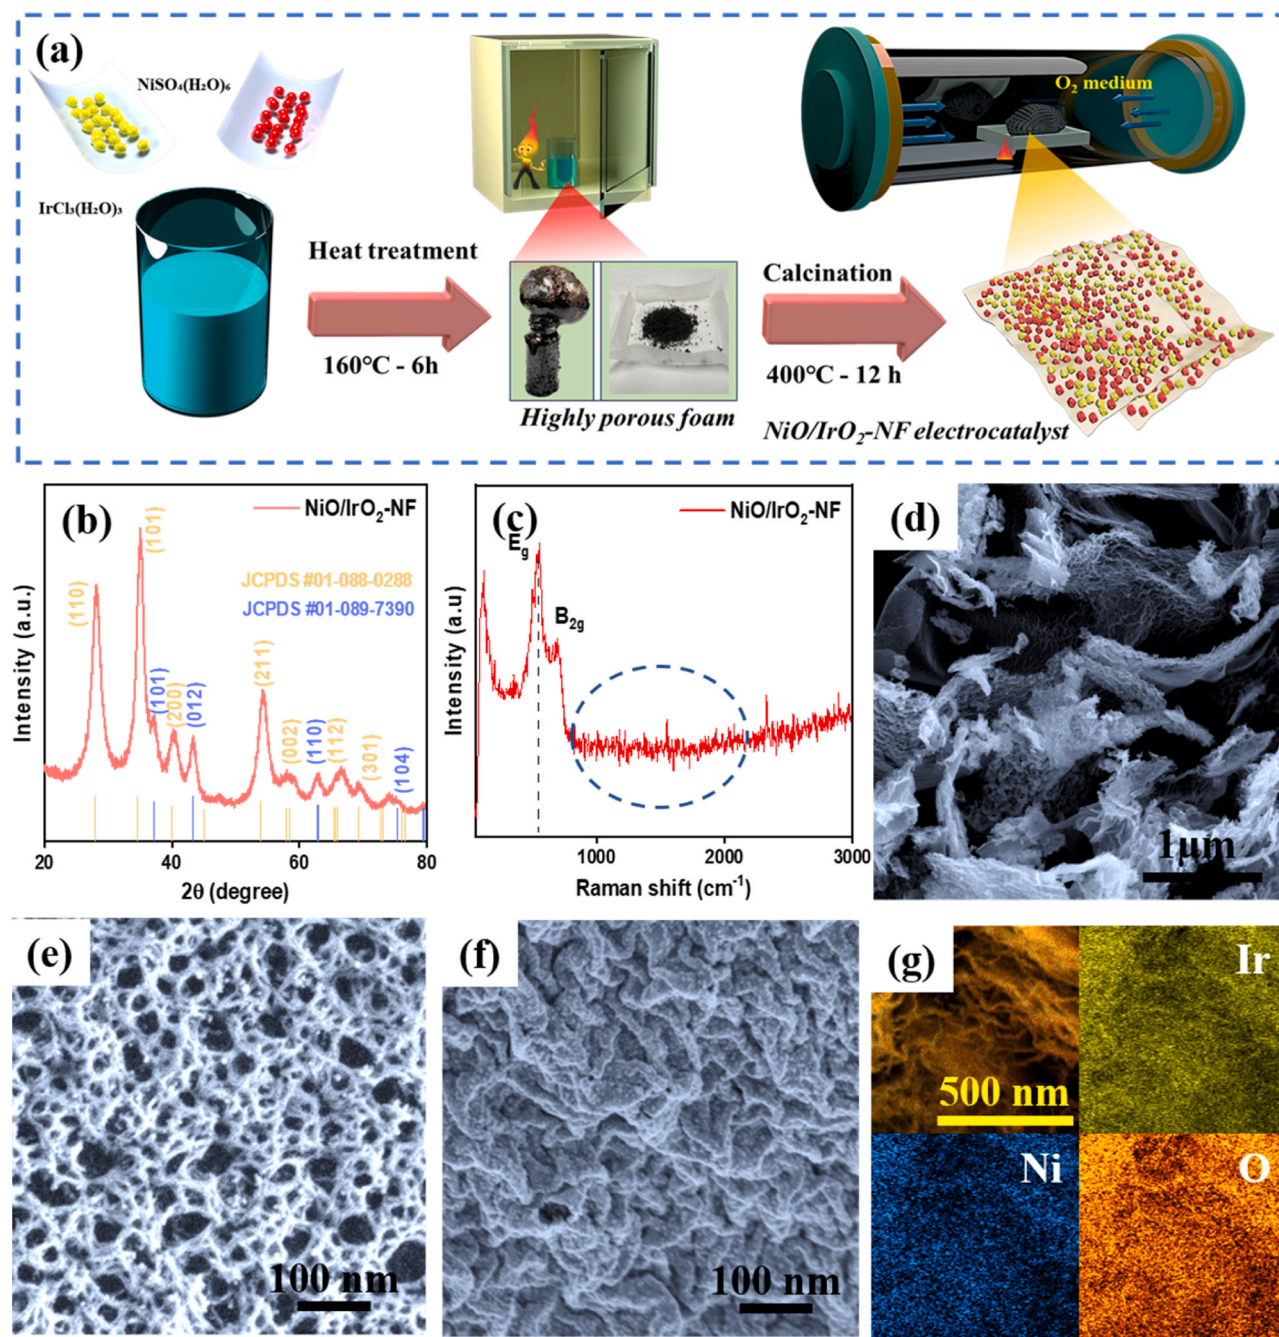 (a)
NiSO₄(H₂O)₆
IrCl₃(H₂O)₃
O₂ medium
Heat treatment
160°C - 6h
Highly porous foam
Calcination
400°C - 12 h
NiO/IrO₂-NF electrocatalyst
(b)
NiO/IrO₂-NF
JCPDS #01-088-0288
JCPDS #01-089-7390
(110)
(101)
(101)
(200)
(012)
(211)
(002)
(110)
(112)
(301)
(104)
Intensity (a.u.)
20 40 60 80
2θ (degree)
(c)
NiO/IrO₂-NF
E_g
B_2g
Intensity (a.u)
1000 2000 3000
Raman shift (cm⁻¹)
(d)
1μm
(e)
100 nm
(f)
100 nm
(g)
500 nm
Ir
Ni
O